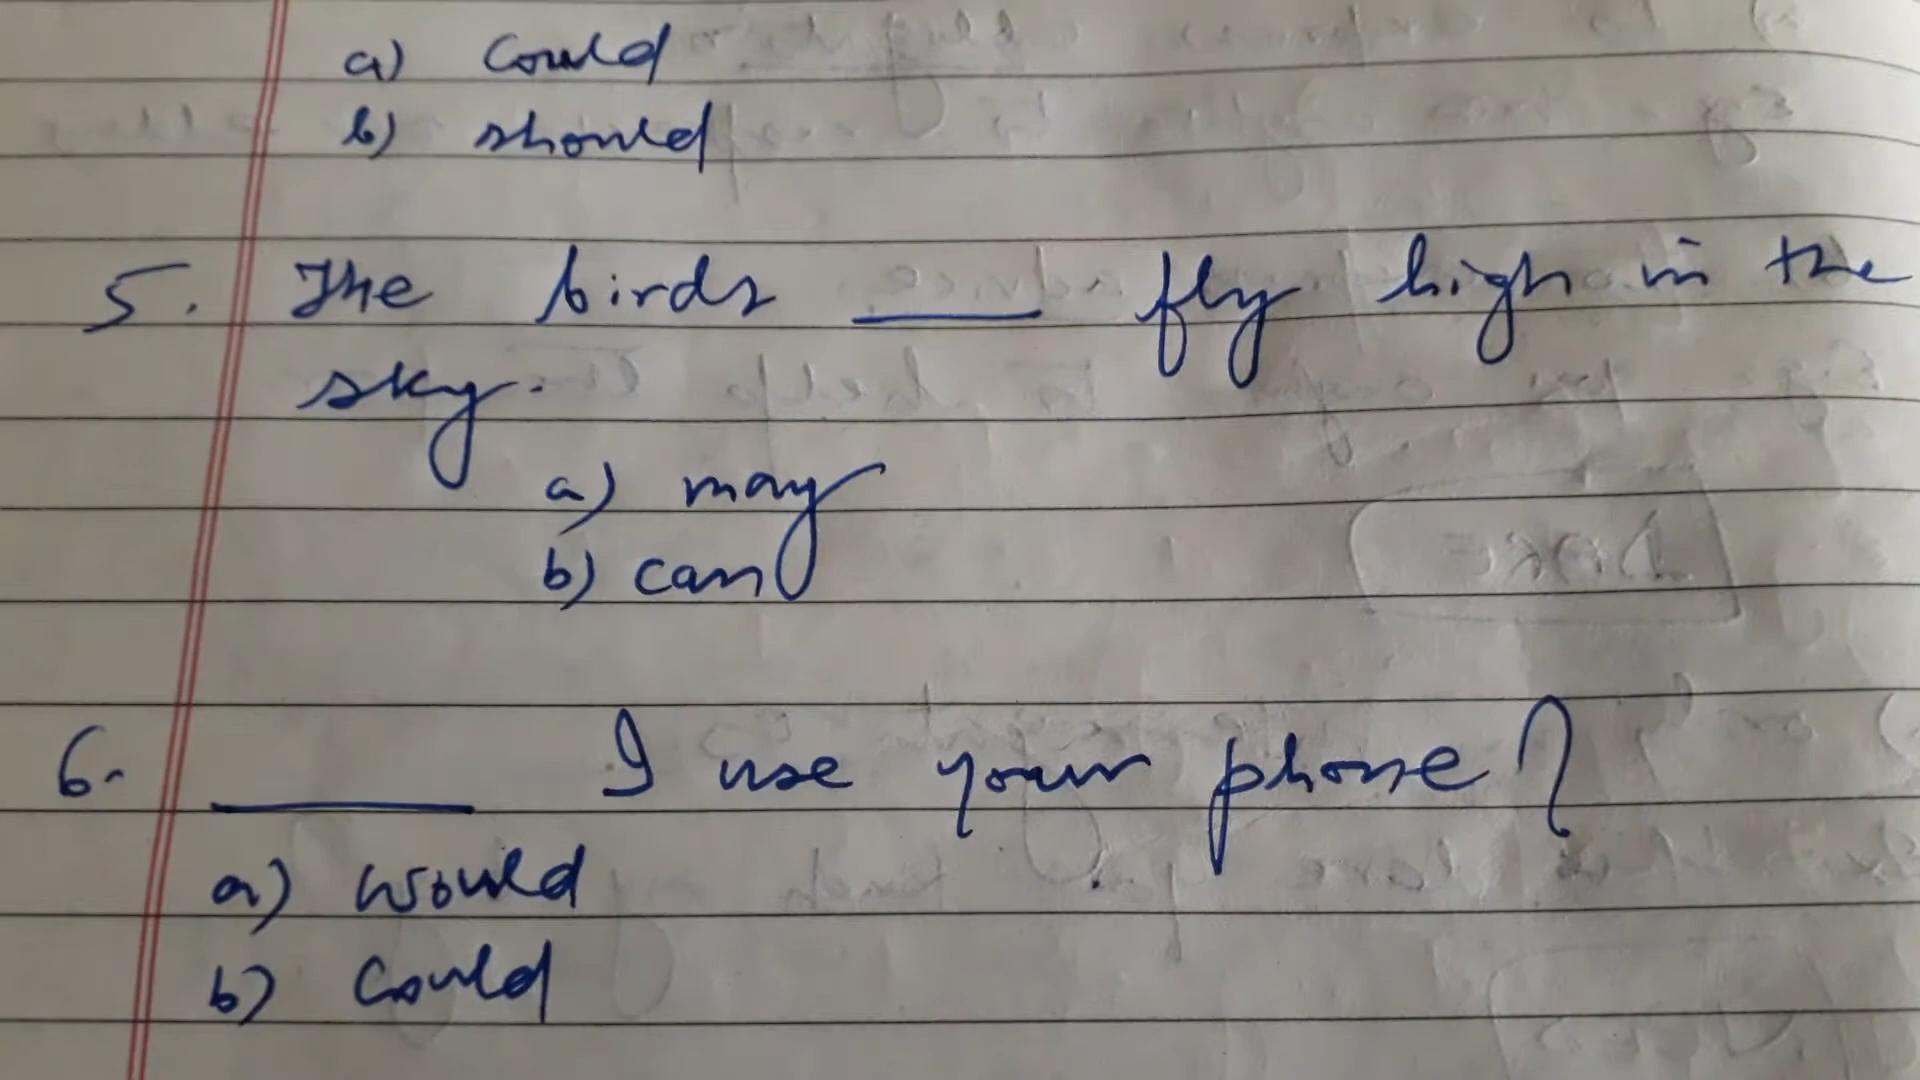 a) Could
b) should
5. The birds ____ fly high in the
sky.
a) may
b) can
6. ____ I use your phone?
a) would
b) Could